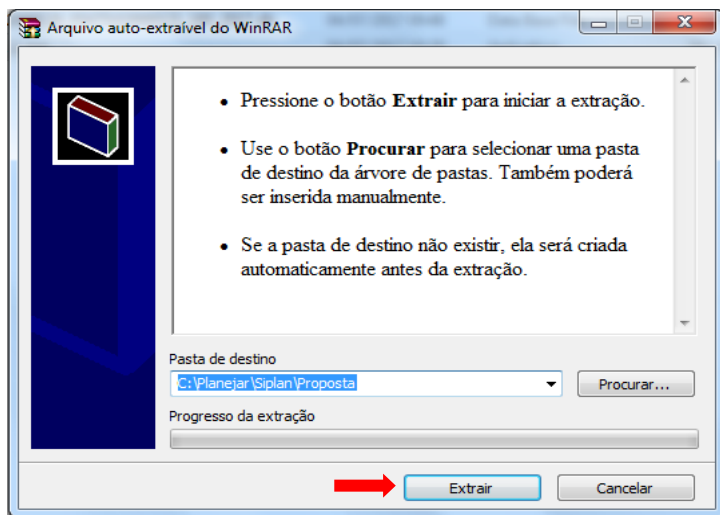 Arquivo auto-extraível do WinRAR
• Pressione o botão Extrair para iniciar a extração.
• Use o botão Procurar para selecionar uma pasta
de destino da árvore de pastas. Também poderá
ser inserida manualmente.
• Se a pasta de destino não existir, ela será criada
automaticamente antes da extração.
Pasta de destino
C:\Planejar\Siplan\Proposta
Procurar...
Progresso da extração
Extrair
Cancelar